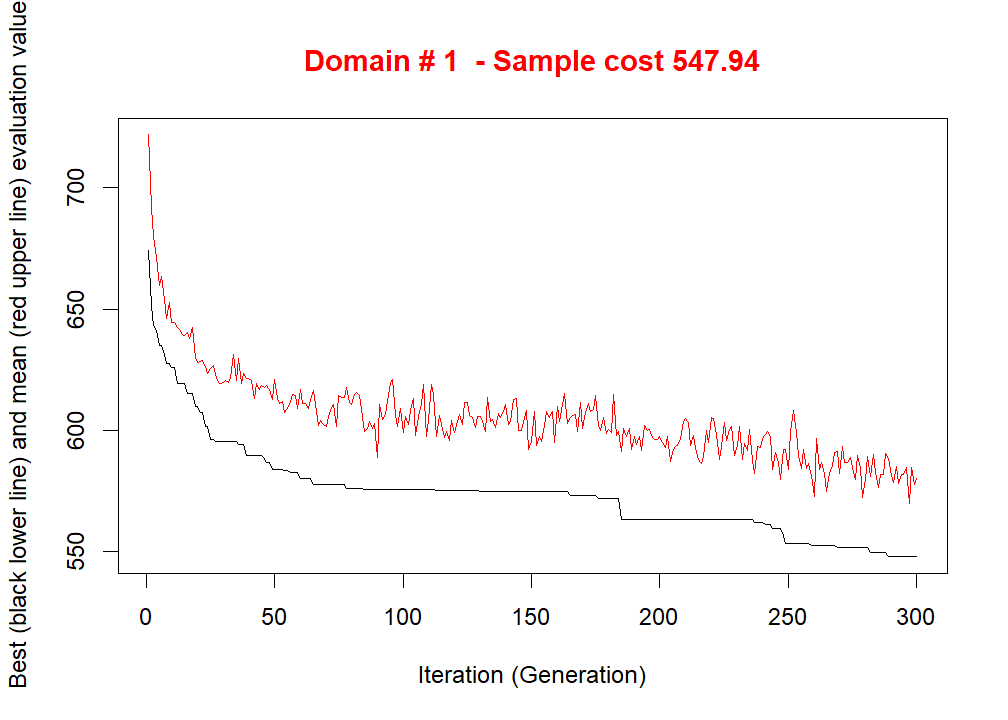 Domain # 1 - Sample cost 547.94
Best (black lower line) and mean (red upper line) evaluation value
700
650
600
550
0 50 100 150 200 250 300
Iteration (Generation)